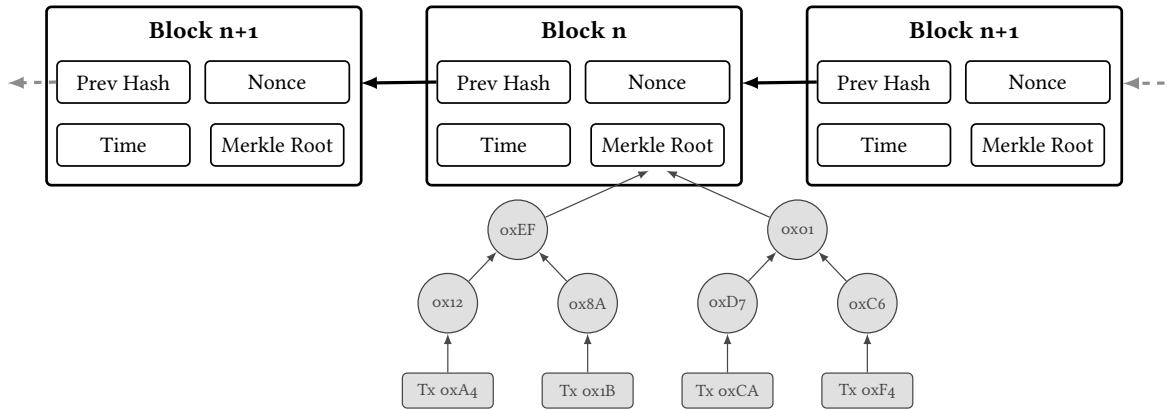 Block n+1
Prev Hash
Nonce
Time
Merkle Root
Block n
Prev Hash
Nonce
Time
Merkle Root
Block n+1
Prev Hash
Nonce
Time
Merkle Root
0xEF
0x01
0x12
0x8A
0xD7
0xC6
Tx 0xA4
Tx 0x1B
Tx 0xCA
Tx 0xF4